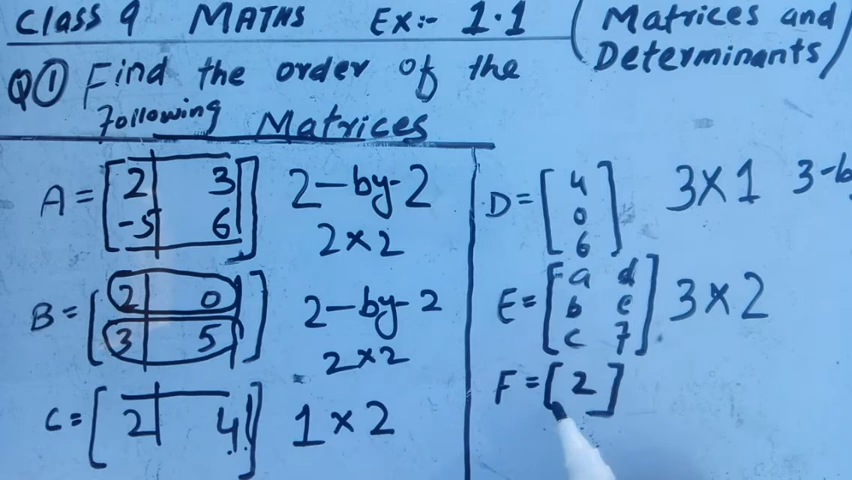 Class 9 MATHS Ex:- 1.1 (Matrices and Determinants)
Q① Find the order of the
Following Matrices
A = [2 3
-5 6] 2-by-2
2×2
B = [2 0
3 5] 2-by-2
2×2
C = [2 4] 1×2
D = [4
0
6] 3×1 3-b
E = [a d
b e
c 7] 3×2
F = [2]